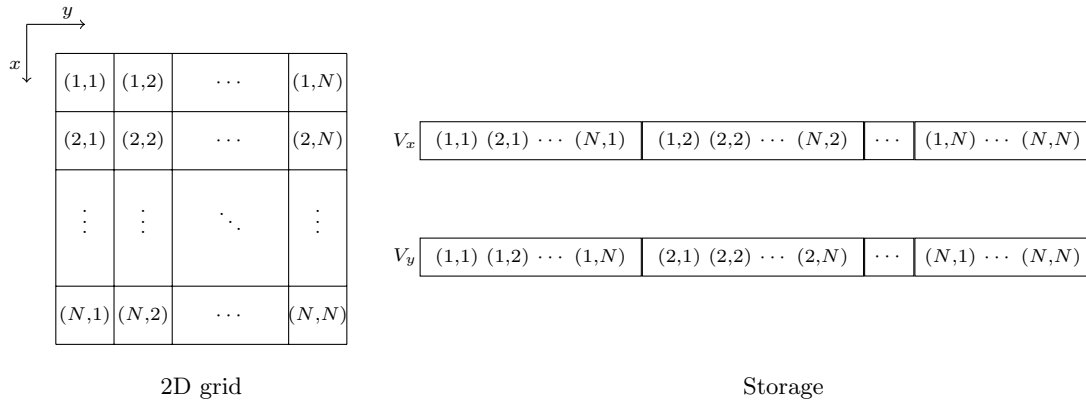 y
x
(1,1) (1,2) ⋯ (1,N)
(2,1) (2,2) ⋯ (2,N)
⋮ ⋮ ⋱ ⋮
(N,1) (N,2) ⋯ (N,N)
2D grid
V_x (1,1) (2,1) ⋯ (N,1) (1,2) (2,2) ⋯ (N,2) ⋯ (1,N) ⋯ (N,N)
V_y (1,1) (1,2) ⋯ (1,N) (2,1) (2,2) ⋯ (2,N) ⋯ (N,1) ⋯ (N,N)
Storage